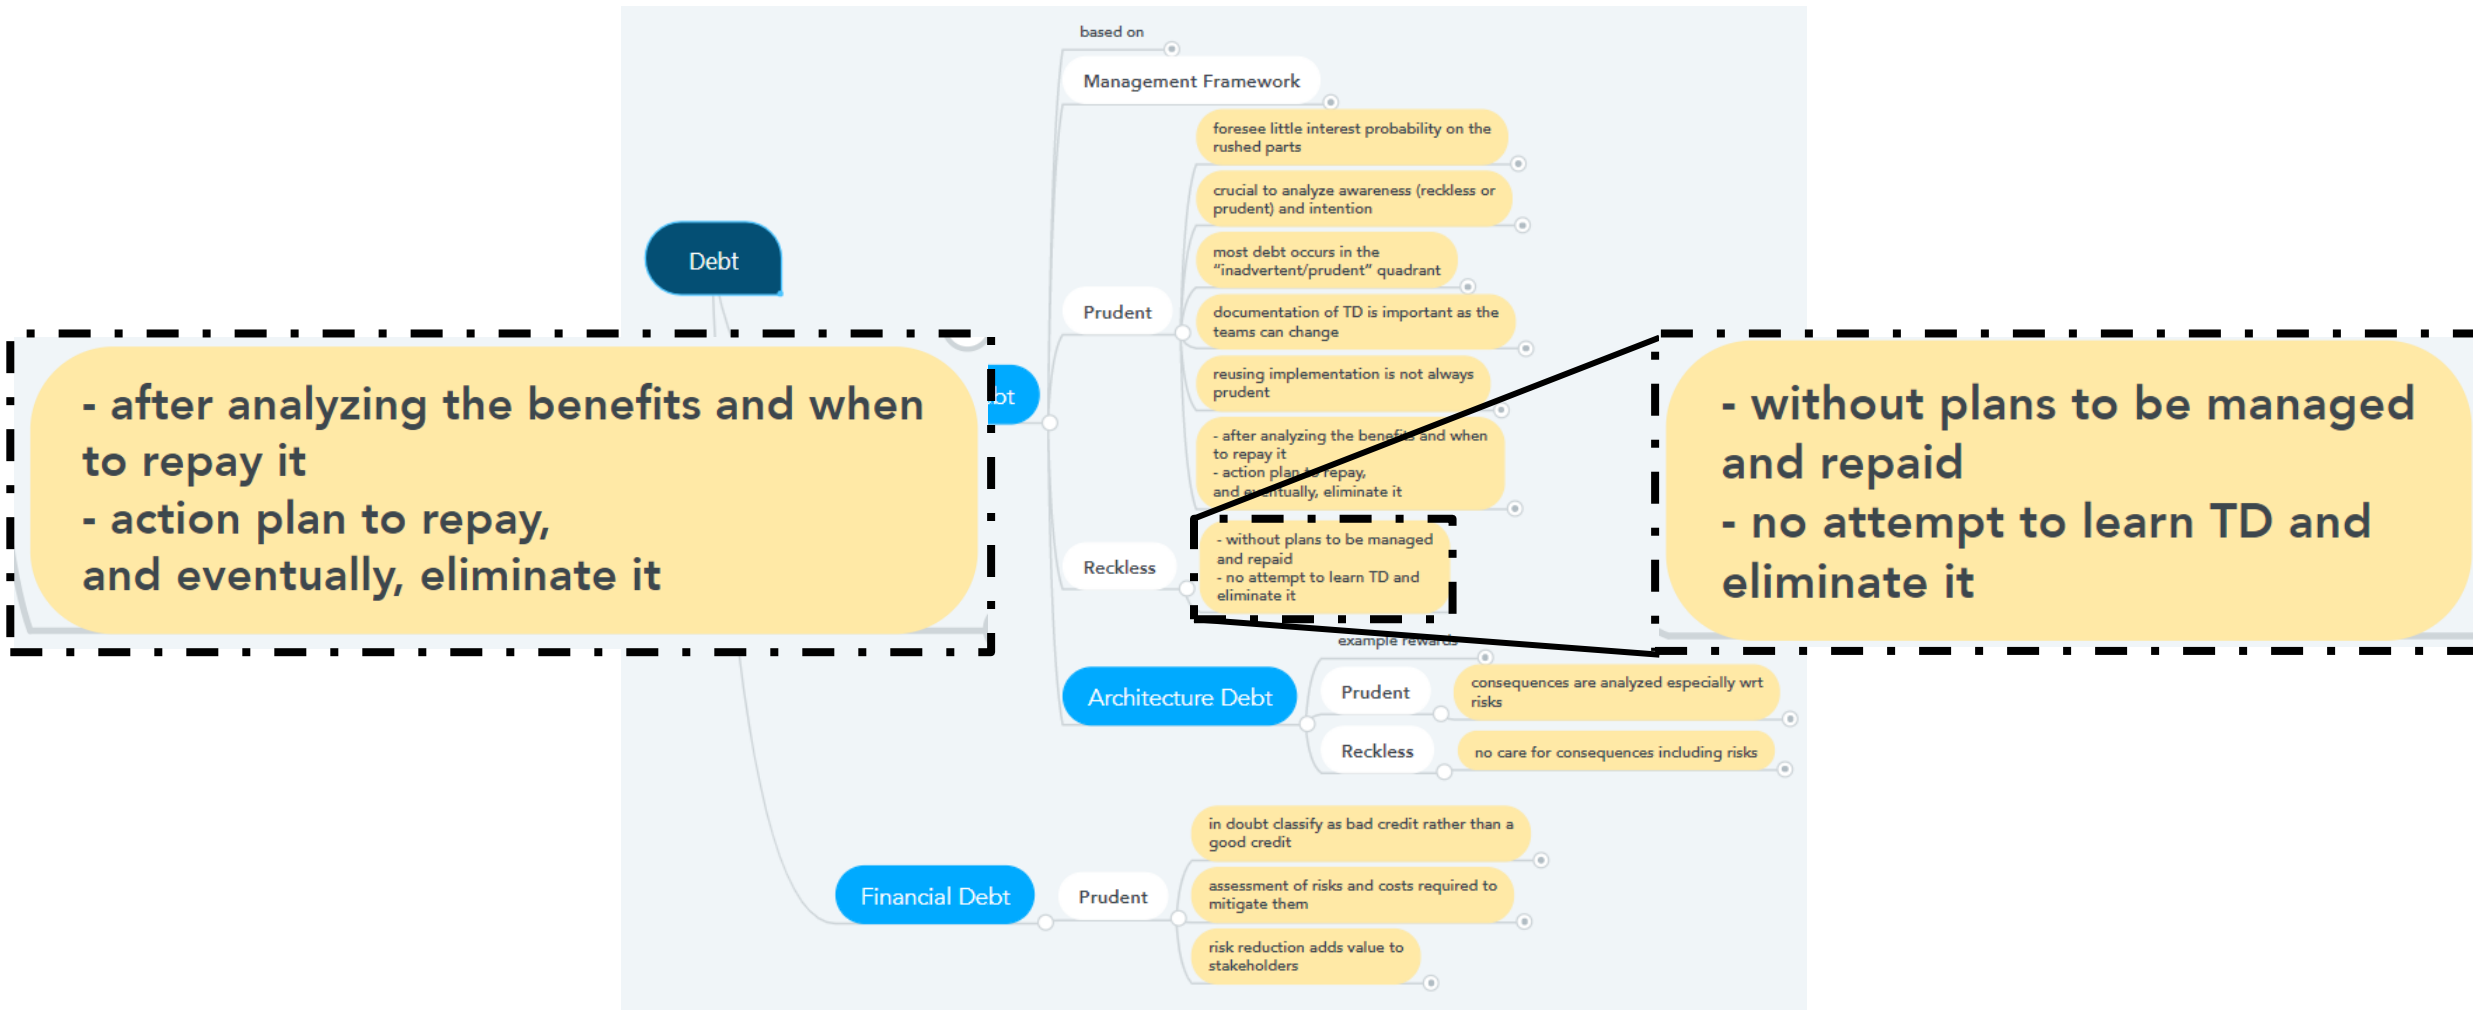 based on
Management Framework
foresee little interest probability on the
rushed parts
crucial to analyze awareness (reckless or
prudent) and intention
Debt
most debt occurs in the
“inadvertent/prudent” quadrant
Prudent
documentation of TD is important as the
teams can change
reusing implementation is not always
prudent
bt
- after analyzing the benefits and when
to repay it
- action plan to repay,
and eventually, eliminate it
- after analyzing the benefits and when
to repay it
- action plan to repay,
and eventually, eliminate it
Reckless
- without plans to be managed
and repaid
- no attempt to learn TD and
eliminate it
- without plans to be managed
and repaid
- no attempt to learn TD and
eliminate it
example rewards
Architecture Debt
Prudent
consequences are analyzed especially wrt
risks
Reckless
no care for consequences including risks
in doubt classify as bad credit rather than a
good credit
Financial Debt
Prudent
assessment of risks and costs required to
mitigate them
risk reduction adds value to
stakeholders